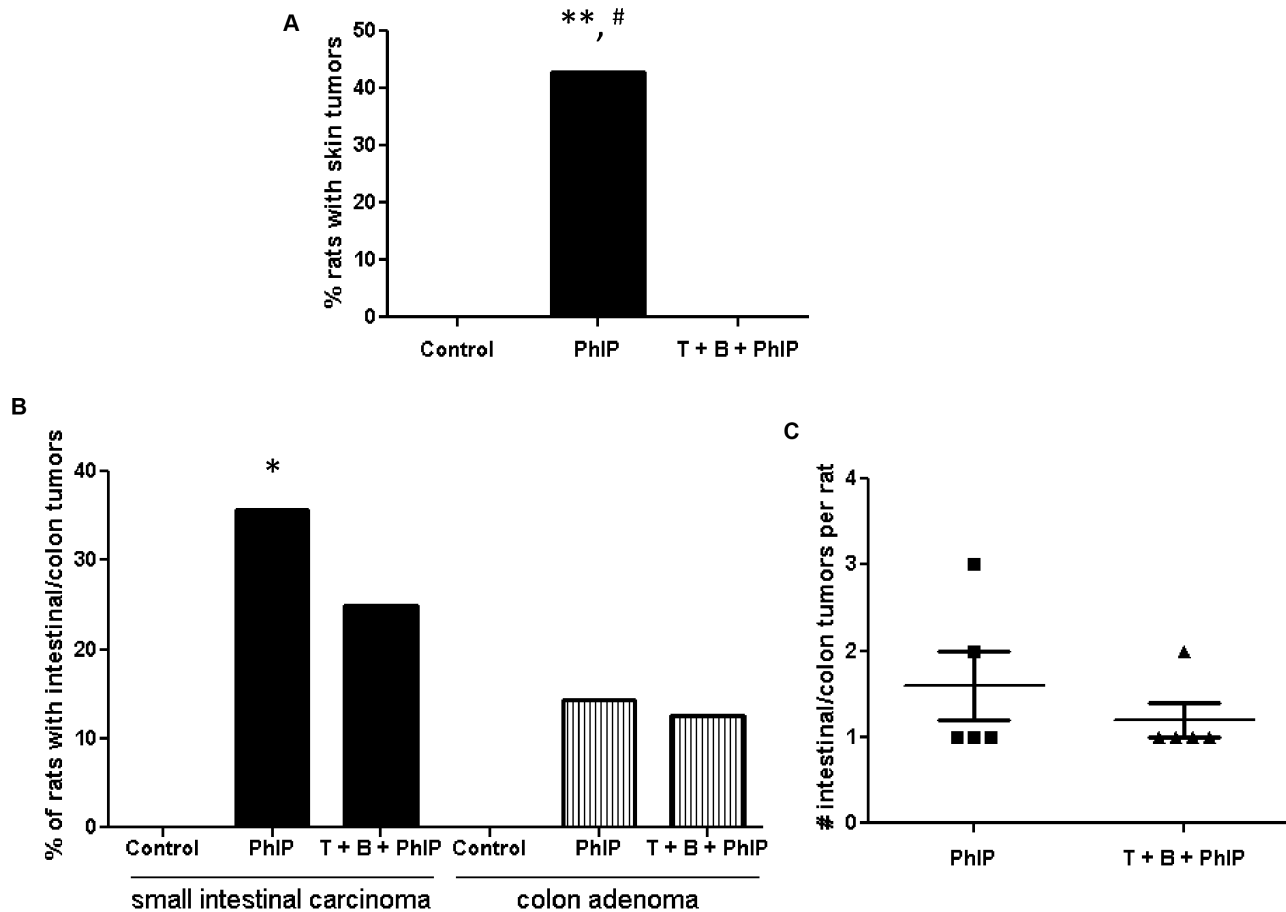 A
**, #
50
40
30
20
10
0
% rats with skin tumors
Control PhIP T + B + PhIP
B
*
40
30
20
10
0
% of rats with intestinal/colon tumors
Control PhIP T + B + PhIP Control PhIP T + B + PhIP
small intestinal carcinoma colon adenoma
C
4
3
2
1
0
# intestinal/colon tumors per rat
PhIP T + B + PhIP